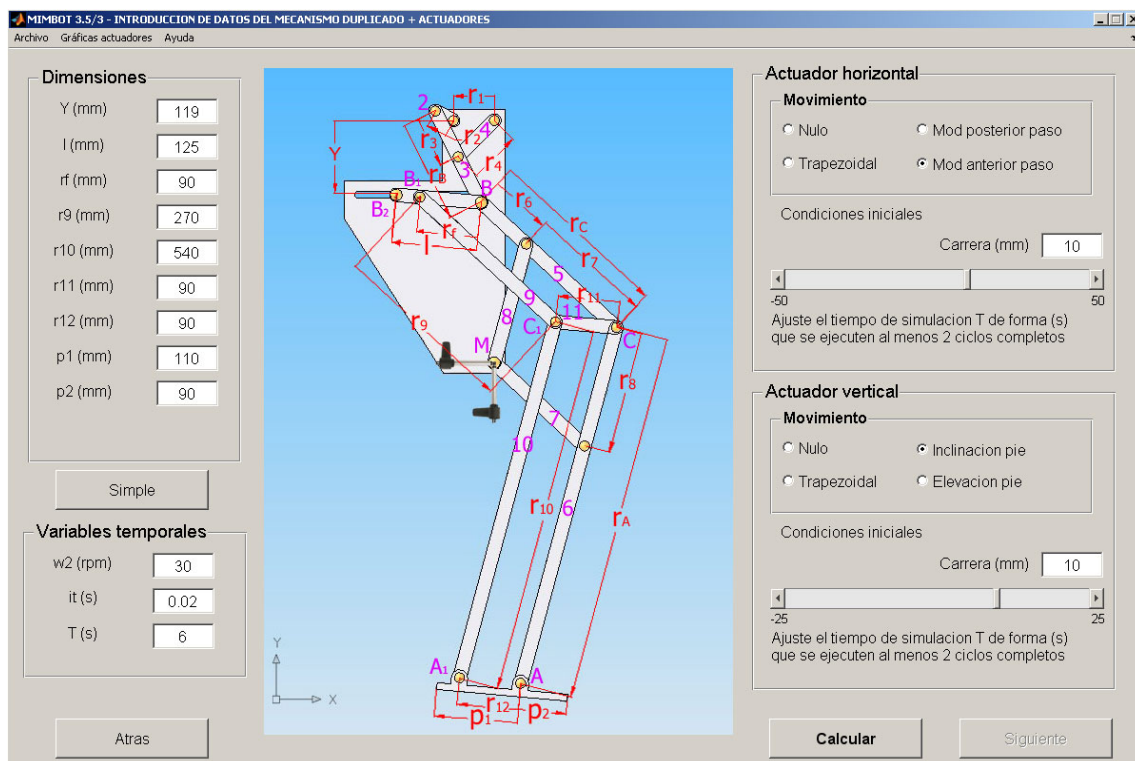 MIMBOT 3.5/3 - INTRODUCCION DE DATOS DEL MECANISMO DUPLICADO + ACTUADORES
Archivo Gráficas actuadores Ayuda
Dimensiones
Y (mm) 119
l (mm) 125
rf (mm) 90
r9 (mm) 270
r10 (mm) 540
r11 (mm) 90
r12 (mm) 90
p1 (mm) 110
p2 (mm) 90
Simple
Variables temporales
w2 (rpm) 30
it (s) 0.02
T (s) 6
Atras
2
r1
4
r3
r2
Y
3
r4
rB
B1
B
r6
B2
rf
rC
l
r7
5
9
r11
r9
8
C1
11
C
M
r8
7
10
r10
6
rA
A1
A
r12
p1
p2
Y
X
Actuador horizontal
Movimiento
Nulo
Mod posterior paso
Trapezoidal
Mod anterior paso
Condiciones iniciales
Carrera (mm) 10
-50 50
Ajuste el tiempo de simulacion T de forma (s)
que se ejecuten al menos 2 ciclos completos
Actuador vertical
Movimiento
Nulo
Inclinacion pie
Trapezoidal
Elevacion pie
Condiciones iniciales
Carrera (mm) 10
-25 25
Ajuste el tiempo de simulacion T de forma (s)
que se ejecuten al menos 2 ciclos completos
Calcular
Siguiente